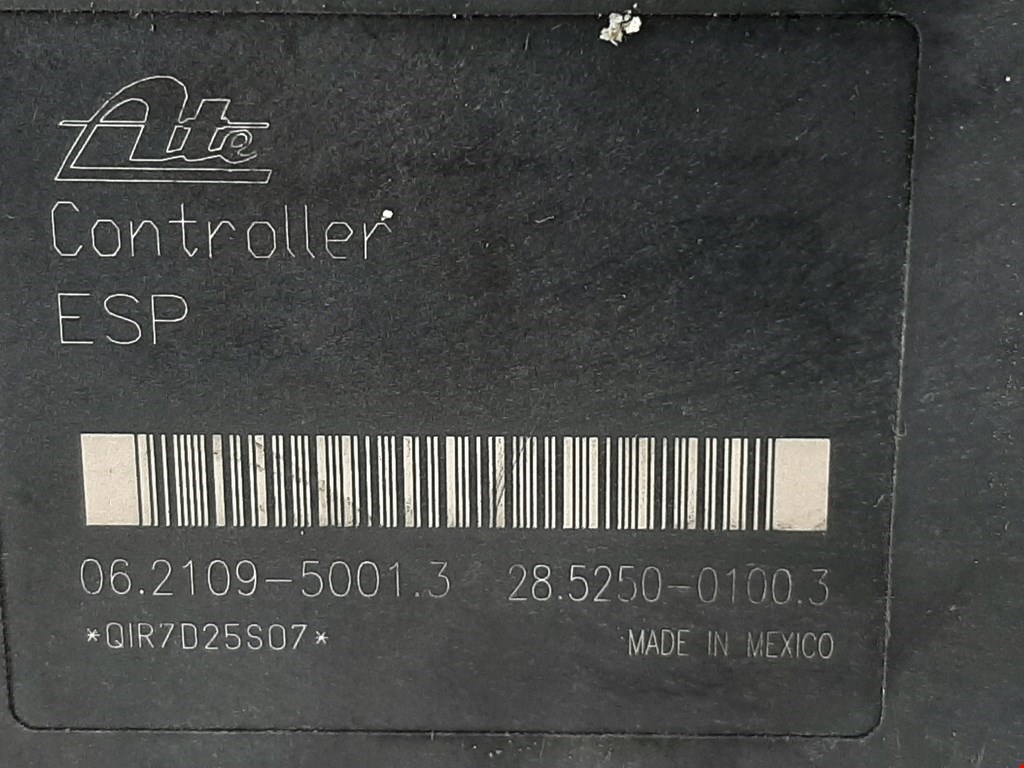 Ate
Controller
ESP
06.2109-5001.3 28.5250-0100.3
*QIR7D25S07* MADE IN MEXICO